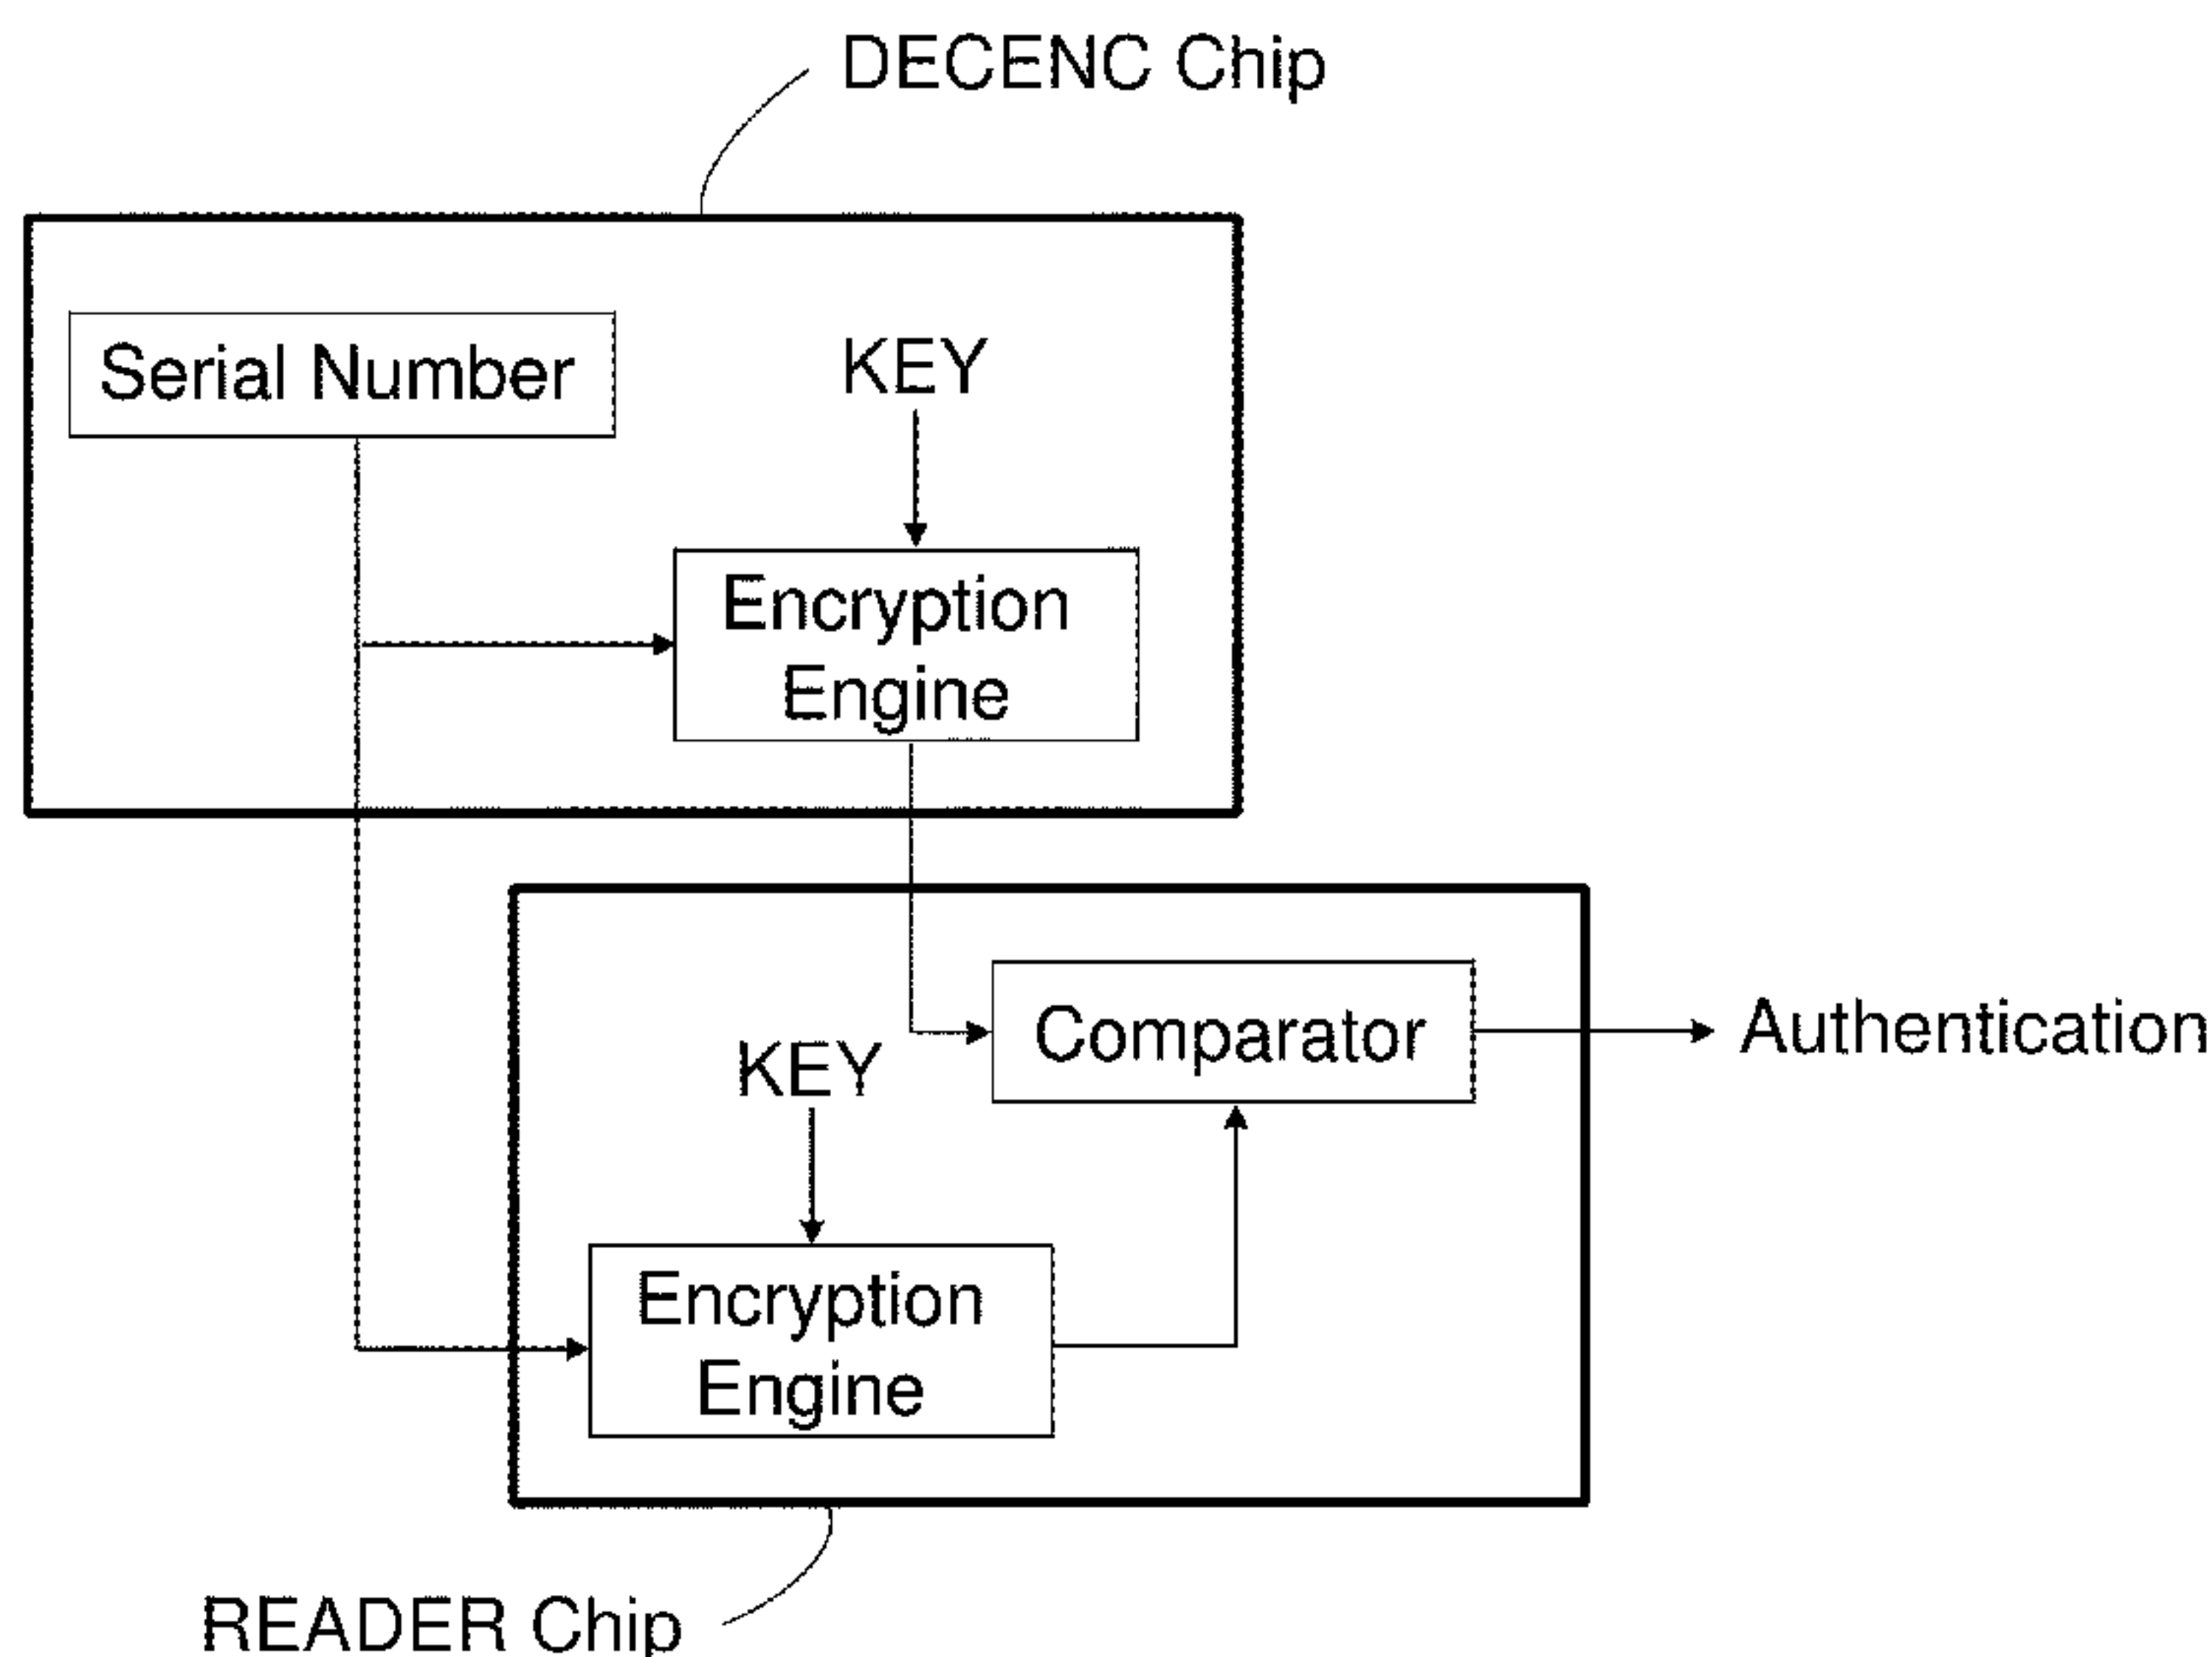 DECENC Chip
Serial Number
KEY
Encryption
Engine
Comparator
Authentication
KEY
Encryption
Engine
READER Chip